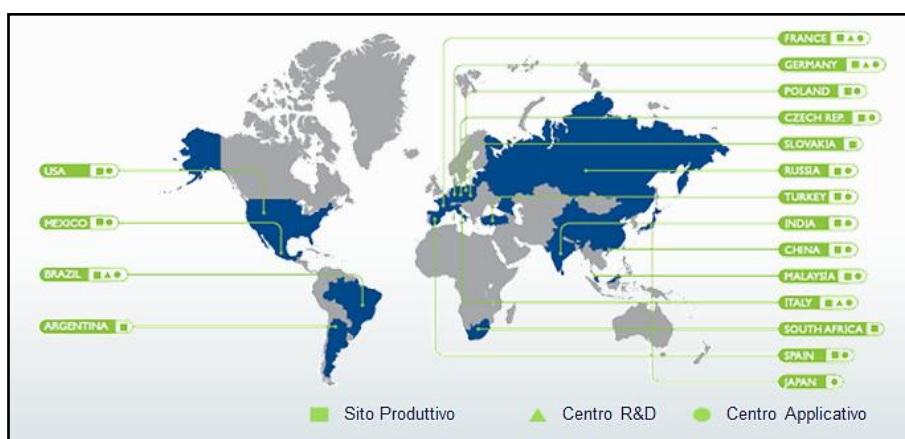 FRANCE
GERMANY
POLAND
CZECH REP.
SLOVAKIA
USA
RUSSIA
TURKEY
MEXICO
INDIA
CHINA
BRAZIL
MALAYSIA
ITALY
ARGENTINA
SOUTH AFRICA
SPAIN
JAPAN
Sito Produttivo Centro R&D Centro Applicativo